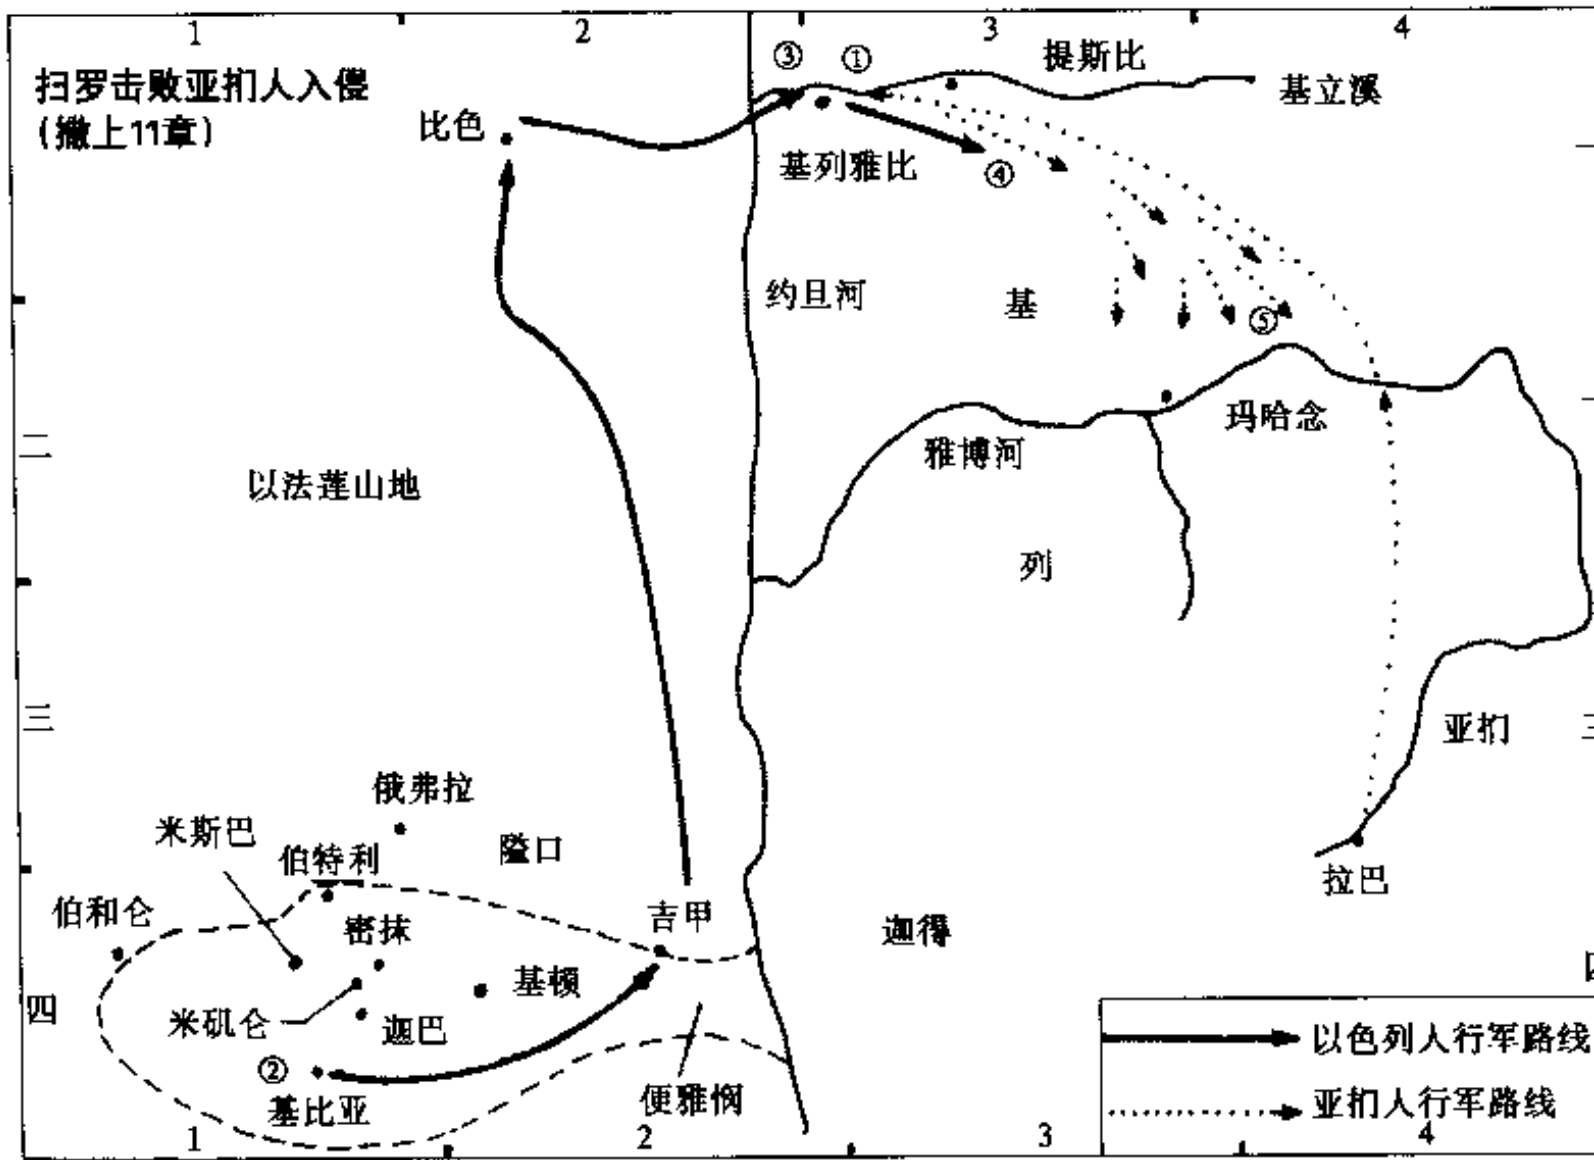 1 2 3 4
扫罗击败亚扪人入侵
(撒上11章)
③ ① 提斯比
基立溪
比色
基列雅比
④
约旦河 基
⑤
玛哈念
雅博河
二
以法莲山地
列
三
亚扪
俄弗拉
米斯巴
隘口
伯特利
拉巴
伯和仑
吉甲
迦得
密抹
基顿
四
米矶仑
迦巴
以色列人行军路线
②
基比亚
便雅悯
亚扪人行军路线
1 2 3 4